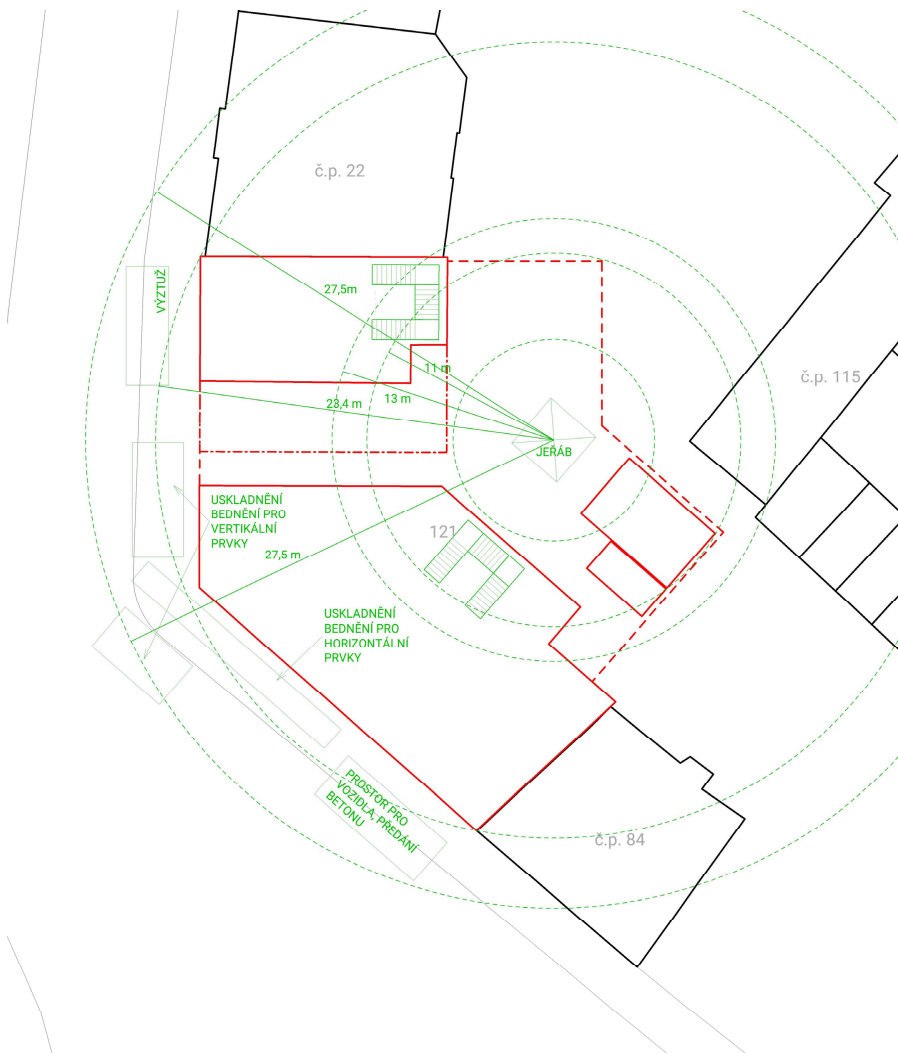 č.p. 22
VÝZTUŽ
27,5m
11 m
13 m
23,4 m
č.p. 115
JEŘÁB
USKLADNĚNÍ
BEDNĚNÍ PRO
VERTIKÁLNÍ
PRVKY
121
27,5 m
USKLADNĚNÍ
BEDNĚNÍ PRO
HORIZONTÁLNÍ
PRVKY
PROSTOR PRO
VOZIDLA, PŘEDÁNÍ
BETONU
č.p. 84